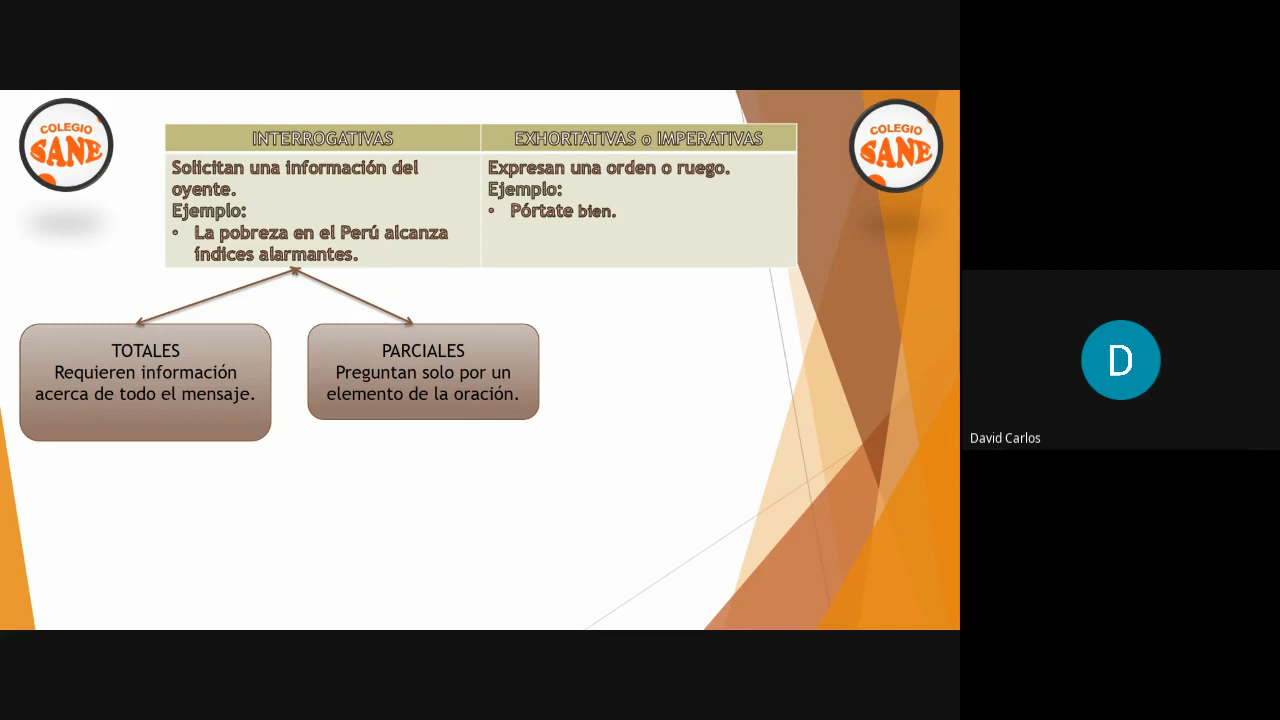 COLEGIO
SANE
COLEGIO
SANE
INTERROGATIVAS
Solicitan una información del
oyente.
Ejemplo:
• La pobreza en el Perú alcanza
índices alarmantes.
EXHORTATIVAS o IMPERATIVAS
Expresan una orden o ruego.
Ejemplo:
• Pórtate bien.
TOTALES
Requieren información
acerca de todo el mensaje.
PARCIALES
Preguntan solo por un
elemento de la oración.
D
David Carlos